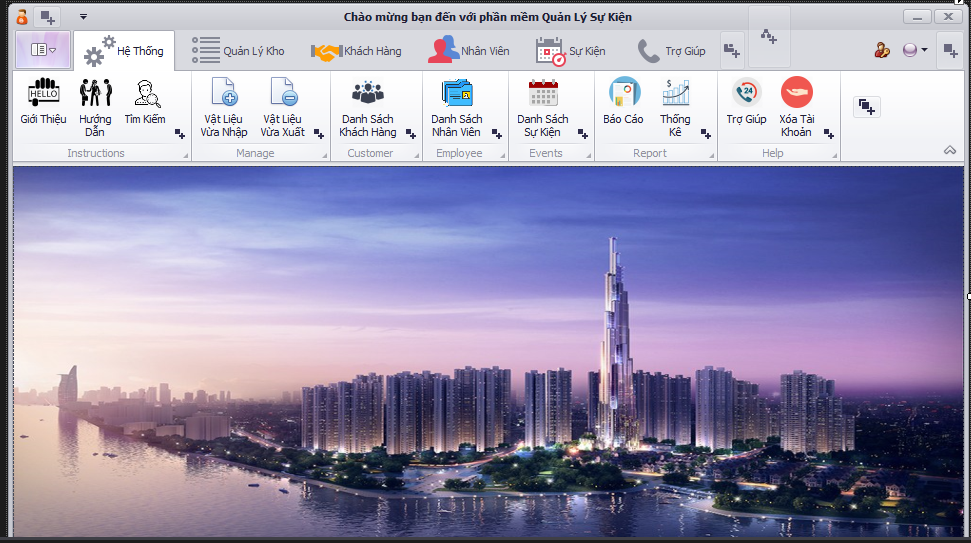 Chào mừng bạn đến với phần mềm Quản Lý Sự Kiện
Hệ Thống
Quản Lý Kho
Khách Hàng
Nhân Viên
Sự Kiện
Trợ Giúp
HELLO
Giới Thiệu
Hướng
Dẫn
Tìm Kiếm
Vật Liệu
Vừa Nhập
Vật Liệu
Vừa Xuất
Danh Sách
Khách Hàng
Danh Sách
Nhân Viên
Danh Sách
Sự Kiện
Báo Cáo
Thống
Kê
24
Trợ Giúp
Xóa Tài
Khoản
Instructions
Manage
Customer
Employee
Events
Report
Help